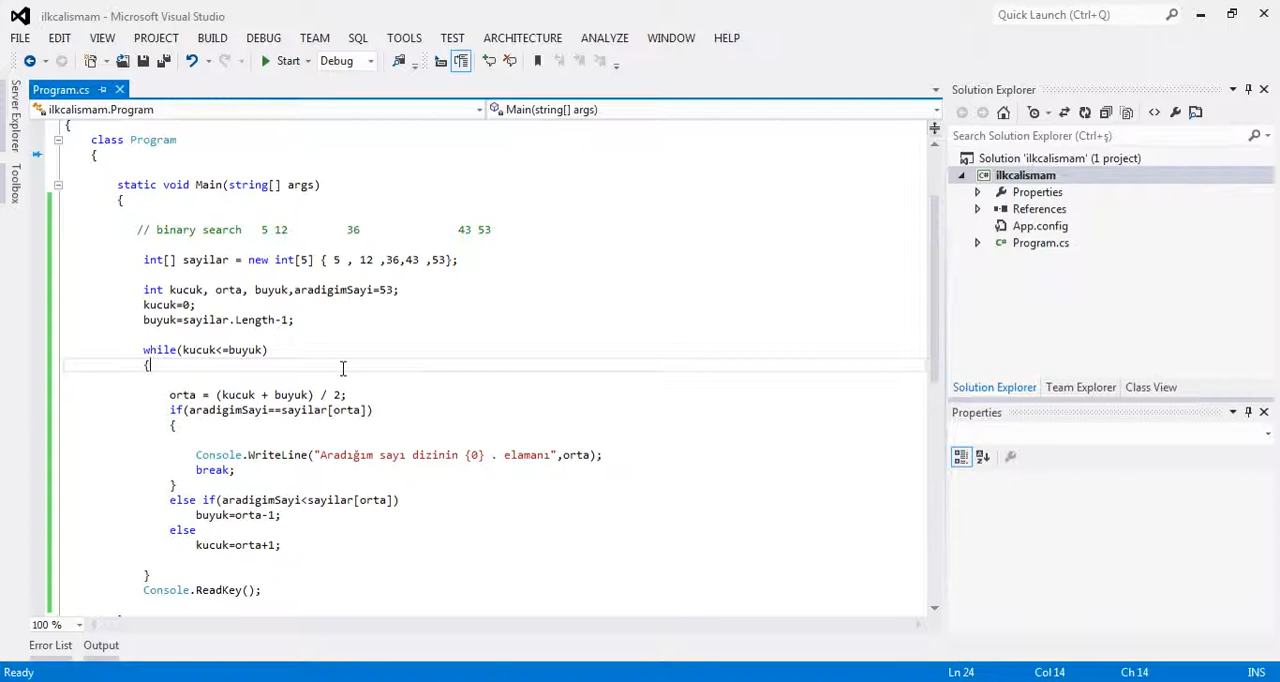 ilkcalismam - Microsoft Visual Studio
Quick Launch (Ctrl+Q)
FILE EDIT VIEW PROJECT BUILD DEBUG TEAM SQL TOOLS TEST ARCHITECTURE ANALYZE WINDOW HELP
Start Debug
Program.cs
Solution Explorer
ilkcalismam.Program
Main(string[] args)
Server Explorer
Toolbox
Search Solution Explorer (Ctrl+ş)
Solution 'ilkcalismam' (1 project)
ilkcalismam
Properties
References
App.config
Program.cs
{
class Program
{
static void Main(string[] args)
{
// binary search 5 12 36 43 53
int[] sayilar = new int[5] { 5 , 12 ,36,43 ,53};
int kucuk, orta, buyuk,aradigimSayi=53;
kucuk=0;
buyuk=sayilar.Length-1;
while(kucuk<=buyuk)
{
orta = (kucuk + buyuk) / 2;
if(aradigimSayi==sayilar[orta])
{
Console.WriteLine("Aradığım sayı dizinin {0} . elamanı",orta);
break;
}
else if(aradigimSayi<sayilar[orta])
buyuk=orta-1;
else
kucuk=orta+1;
}
Console.ReadKey();
Solution Explorer Team Explorer Class View
Properties
100 %
Error List Output
Ready
Ln 24 Col 14 Ch 14 INS